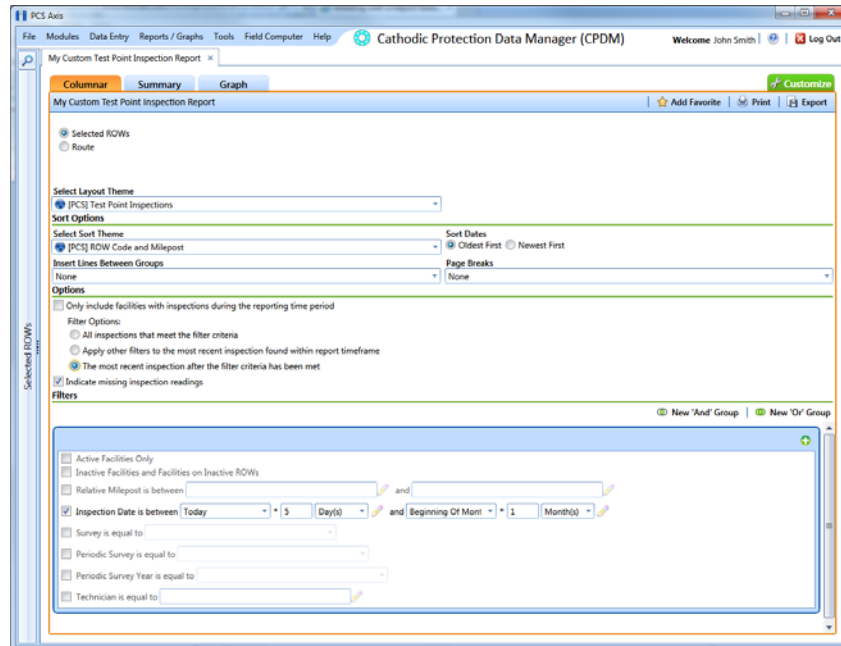 PCS Axis
File Modules Data Entry Reports / Graphs Tools Field Computer Help Cathodic Protection Data Manager (CPDM) Welcome John Smith Log Out
My Custom Test Point Inspection Report ×
Columnar Summary Graph Customize
My Custom Test Point Inspection Report Add Favorite Print Export
Selected ROWs
Route
Select Layout Theme
[PCS] Test Point Inspections
Sort Options
Select Sort Theme Sort Dates
[PCS] ROW Code and Milepost Oldest First Newest First
Insert Lines Between Groups Page Breaks
None None
Options
Only include facilities with inspections during the reporting time period
Filter Options:
All inspections that meet the filter criteria
Apply other filters to the most recent inspection found within report timeframe
The most recent inspection after the filter criteria has been met
Indicate missing inspection readings
Filters
Selected ROWs
New 'And' Group New 'Or' Group
Active Facilities Only
Inactive Facilities and Facilities on Inactive ROWs
Relative Milepost is between and
Inspection Date is between Today * 5 Day(s) and Beginning Of Mont * 1 Month(s)
Survey is equal to
Periodic Survey is equal to
Periodic Survey Year is equal to
Technician is equal to